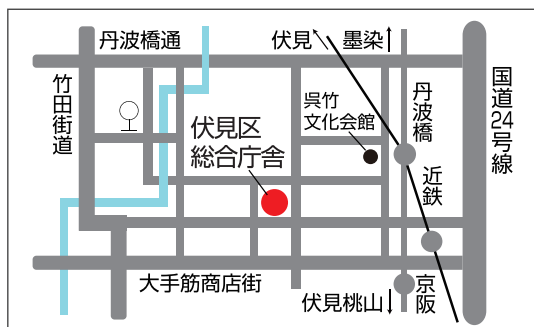 丹波橋通
伏見
墨染
竹田街道
国道24号線
呉竹
文化会館
丹波橋
伏見区
総合庁舎
近鉄
大手筋商店街
伏見桃山
京阪